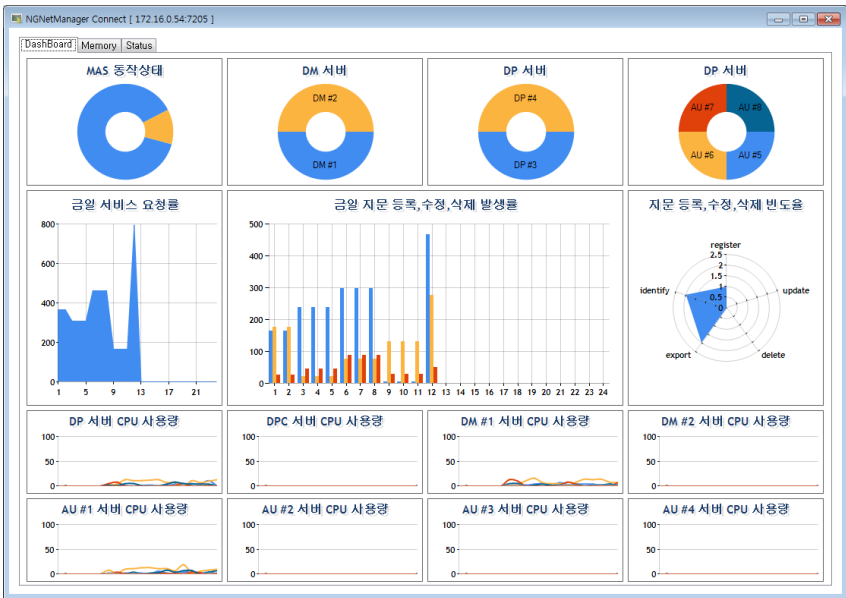 NGNetManager Connect [ 172.16.0.54:7205 ]
DashBoard Memory Status
MAS 동작상태
DM 서버
DM #2
DM #1
DP 서버
DP #4
DP #3
DP 서버
AU #7 AU #8
AU #6 AU #5
금일 서비스 요청률
800
600
400
200
0
1 5 9 13 17 21
금일 지문 등록,수정,삭제 발생률
500
400
300
200
100
0
1 2 3 4 5 6 7 8 9 10 11 12 13 14 15 16 17 18 19 20 21 22 23 24
지문 등록,수정,삭제 빈도율
register
2.5
2
1.5
1
0.5
0
identify update
export delete
DP 서버 CPU 사용량
100
50
0
DPC 서버 CPU 사용량
100
50
0
DM #1 서버 CPU 사용량
100
50
0
DM #2 서버 CPU 사용량
100
50
0
AU #1 서버 CPU 사용량
100
50
0
AU #2 서버 CPU 사용량
100
50
0
AU #3 서버 CPU 사용량
100
50
0
AU #4 서버 CPU 사용량
100
50
0